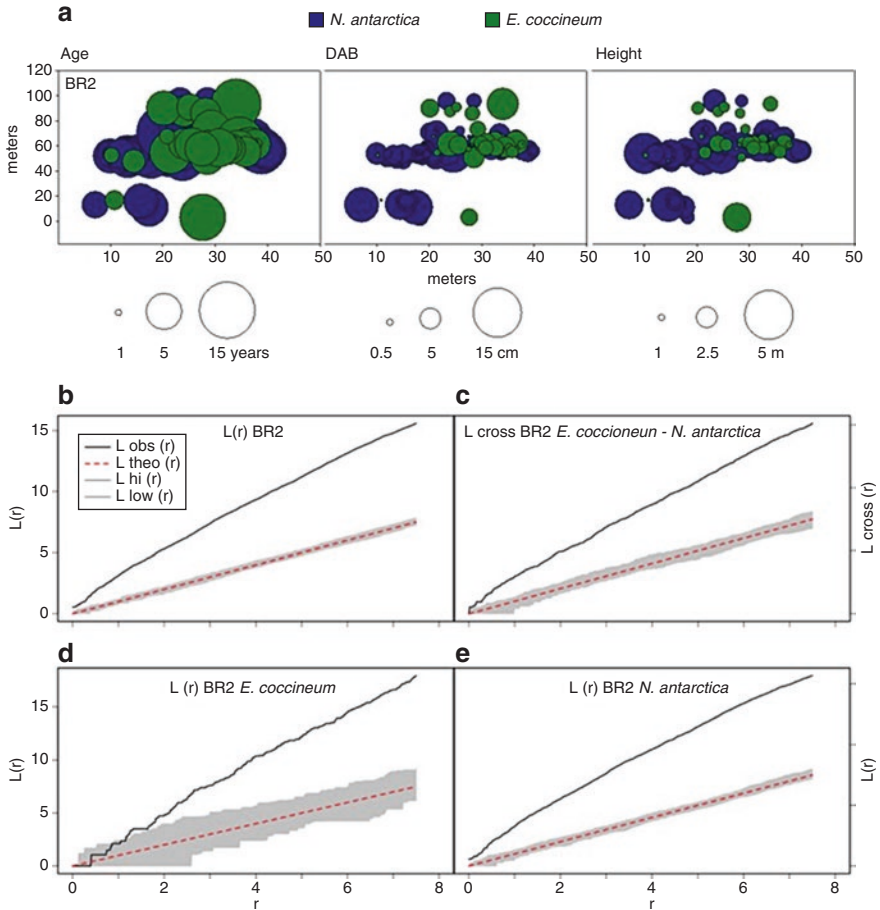 a
N. antarctica E. coccineum
Age DAB Height
BR2
120
100
80
60
40
20
0
meters
10 20 30 40 50 10 20 30 40 50 10 20 30 40 50
meters
1 5 15 years 0.5 5 15 cm 1 2.5 5 m
b c
L(r) BR2
L obs (r)
L theo (r)
L hi (r)
L low (r)
15
10
5
0
L(r)
L cross BR2 E. coccioneun - N. antarctica
L cross (r)
d e
L (r) BR2 E. coccineum
15
10
5
0
L(r)
0 2 4 6 8
r
L (r) BR2 N. antarctica
L(r)
0 2 4 6 8
r